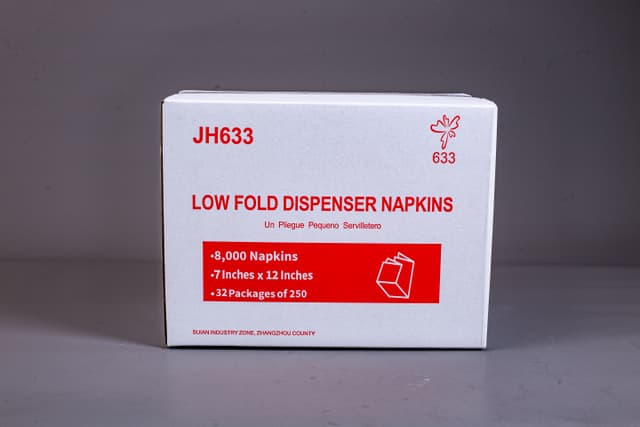 JH633
633
LOW FOLD DISPENSER NAPKINS
Un Pliegue Pequeno Servilletero
•8,000 Napkins
•7 Inches x 12 Inches
•32 Packages of 250
SUIAN INDUSTRY ZONE, ZHANGZHOU COUNTY